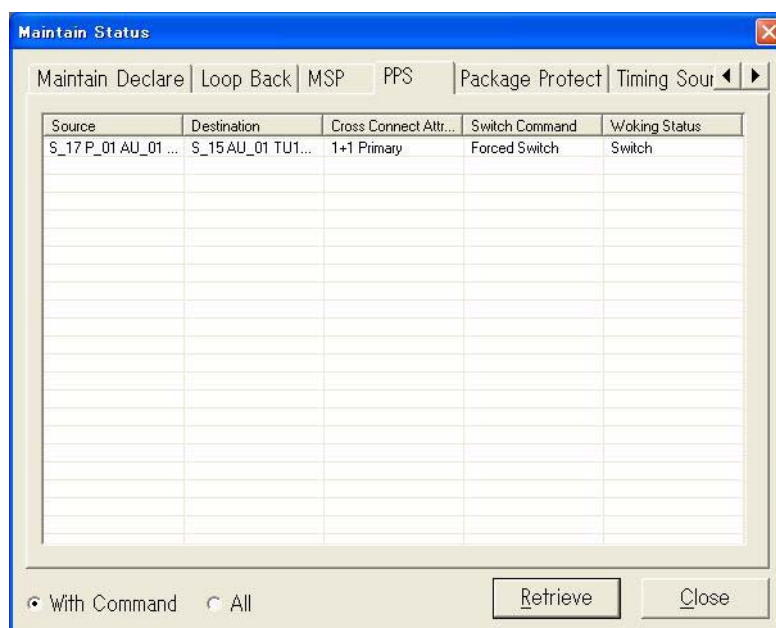 Maintain Status
Maintain Declare Loop Back MSP PPS Package Protect Timing Sour
Source Destination Cross Connect Attr... Switch Command Woking Status
S_17 P_01 AU_01 ... S_15 AU_01 TU1... 1+1 Primary Forced Switch Switch
With Command All Retrieve Close